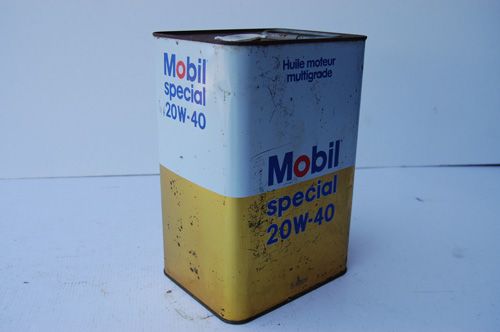 Mobil
special
20W-40
Huile moteur
multigrade
Mobil
special
20W-40